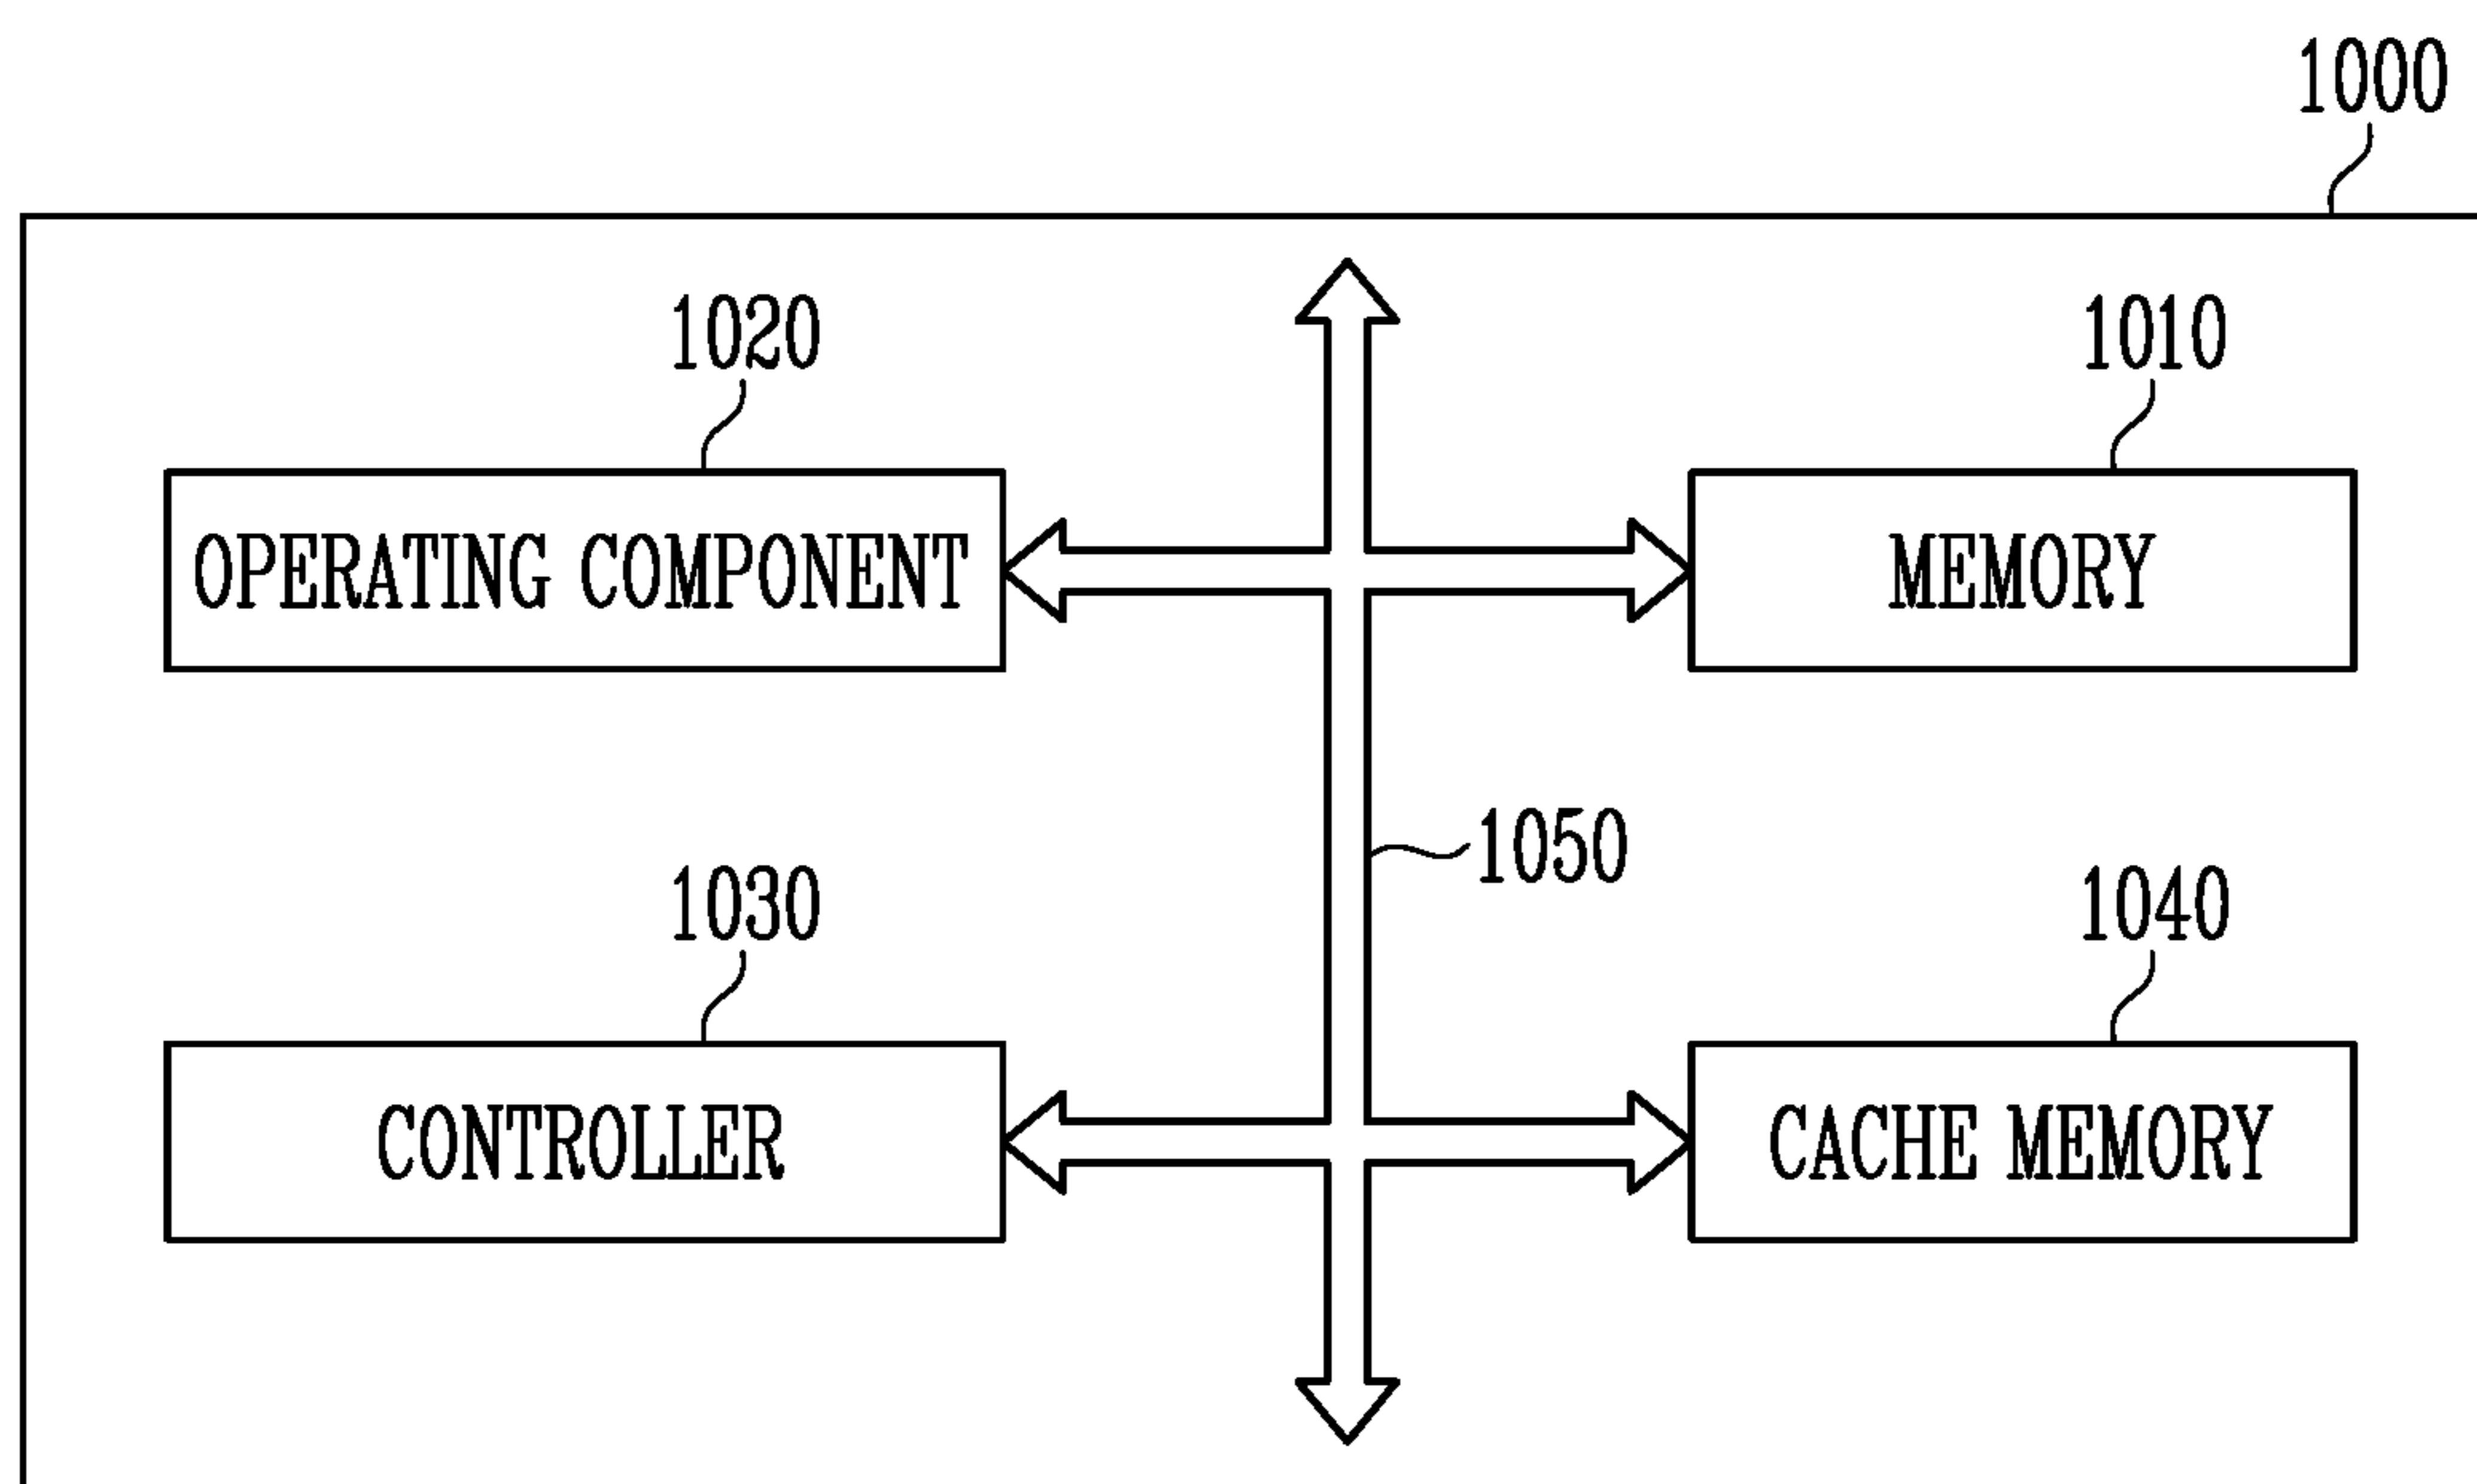 1000
1020
1010
OPERATING COMPONENT
MEMORY
1050
1030
1040
CONTROLLER
CACHE MEMORY